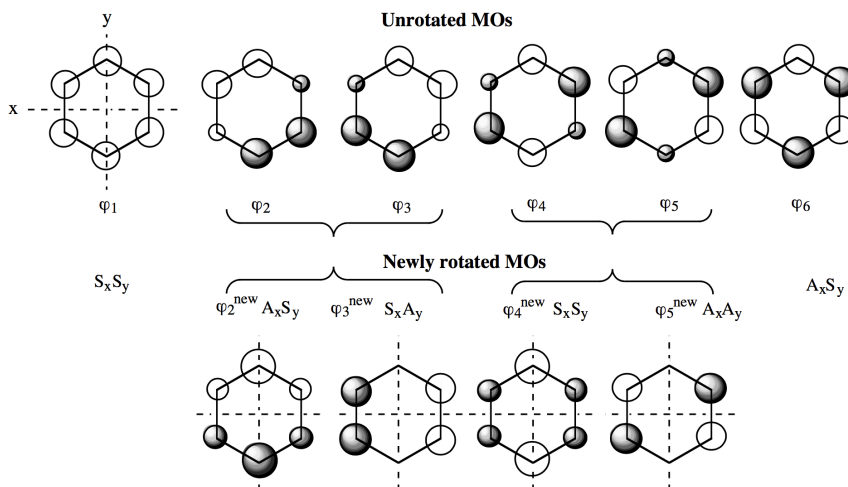 Unrotated MOs
y
x
φ1 φ2 φ3 φ4 φ5 φ6
Newly rotated MOs
SxSy AxSy
φ2new AxSy φ3new SxAy φ4new SxSy φ5new AxAy